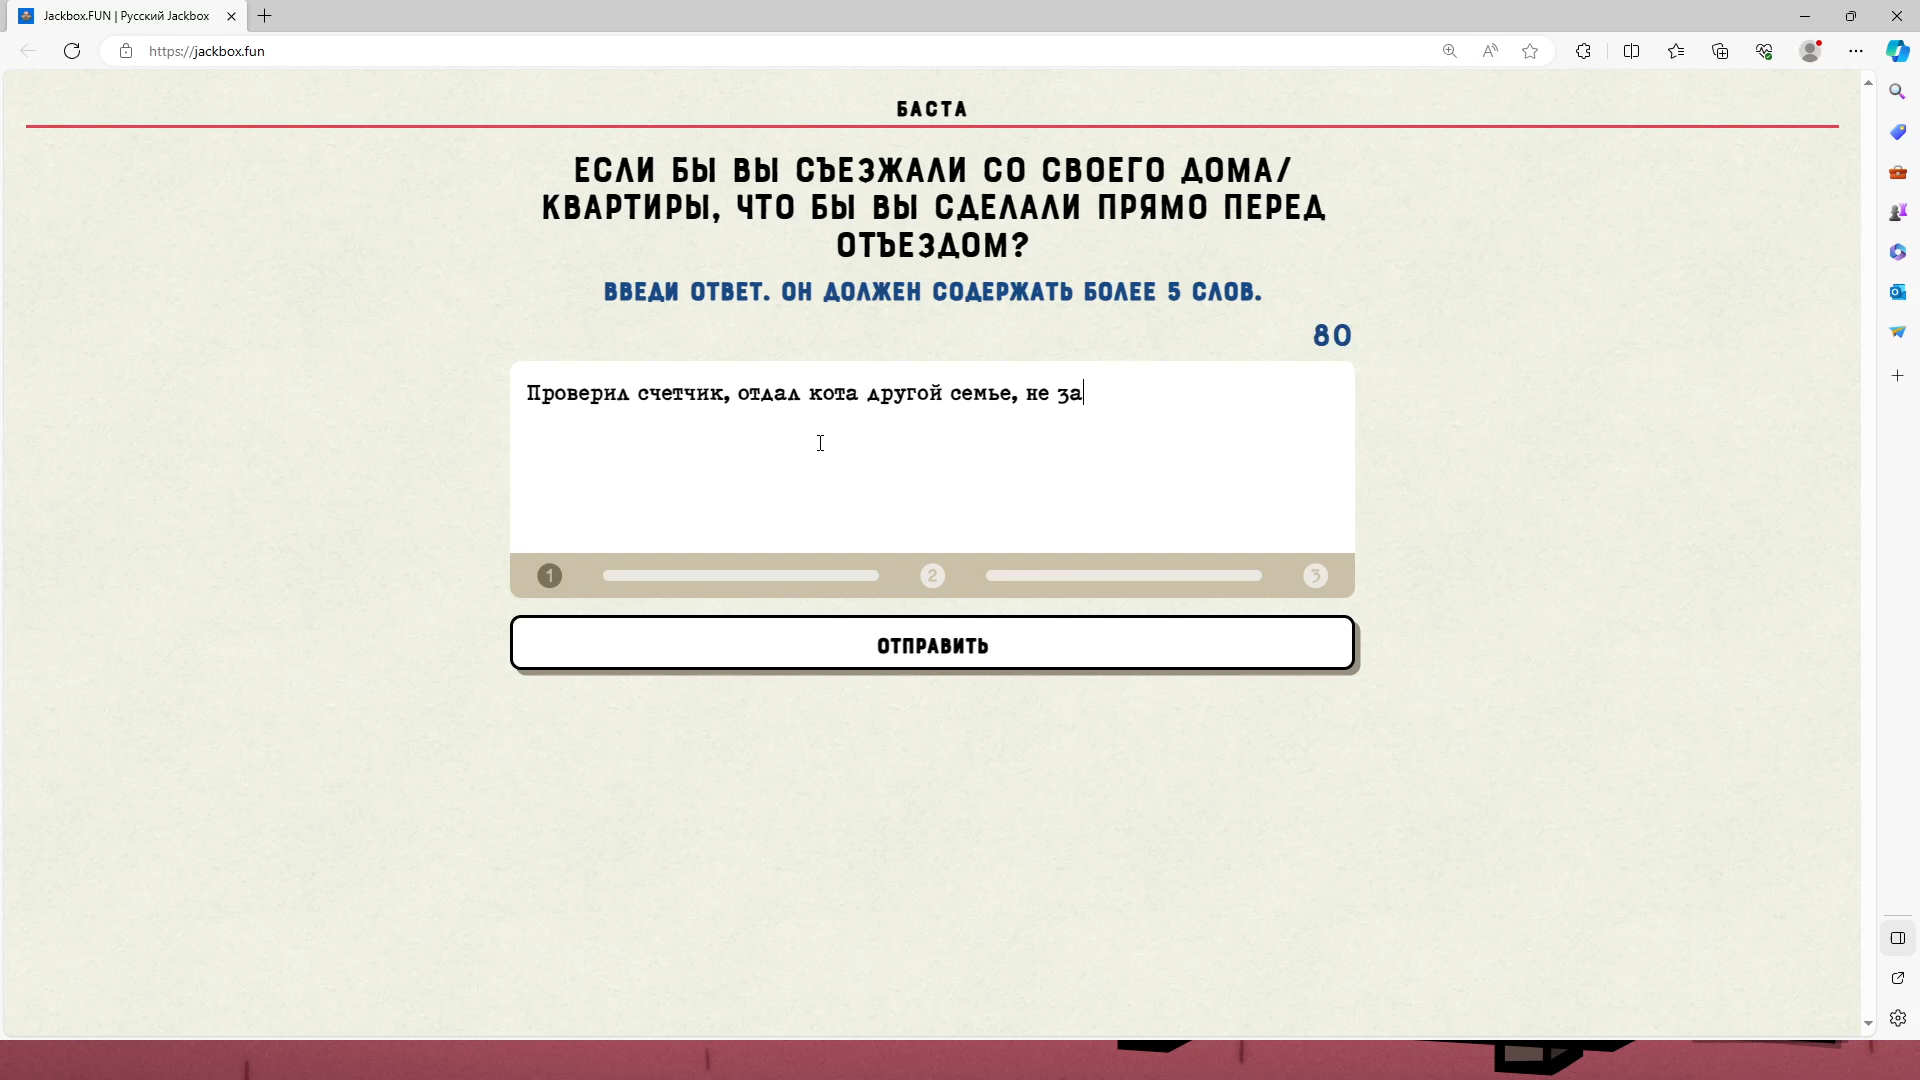 Jackbox.FUN | Русский Jackbox
https://jackbox.fun
БАСТА
ЕСЛИ БЫ ВЫ СЪЕЗЖАЛИ СО СВОЕГО ДОМА/
КВАРТИРЫ, ЧТО БЫ ВЫ СДЕЛАЛИ ПРЯМО ПЕРЕД
ОТЪЕЗДОМ?
ВВЕДИ ОТВЕТ. ОН ДОЛЖЕН СОДЕРЖАТЬ БОЛЕЕ 5 СЛОВ.
80
Проверил счетчик, отдал кота другой семье, не за
1 2 3
ОТПРАВИТЬ